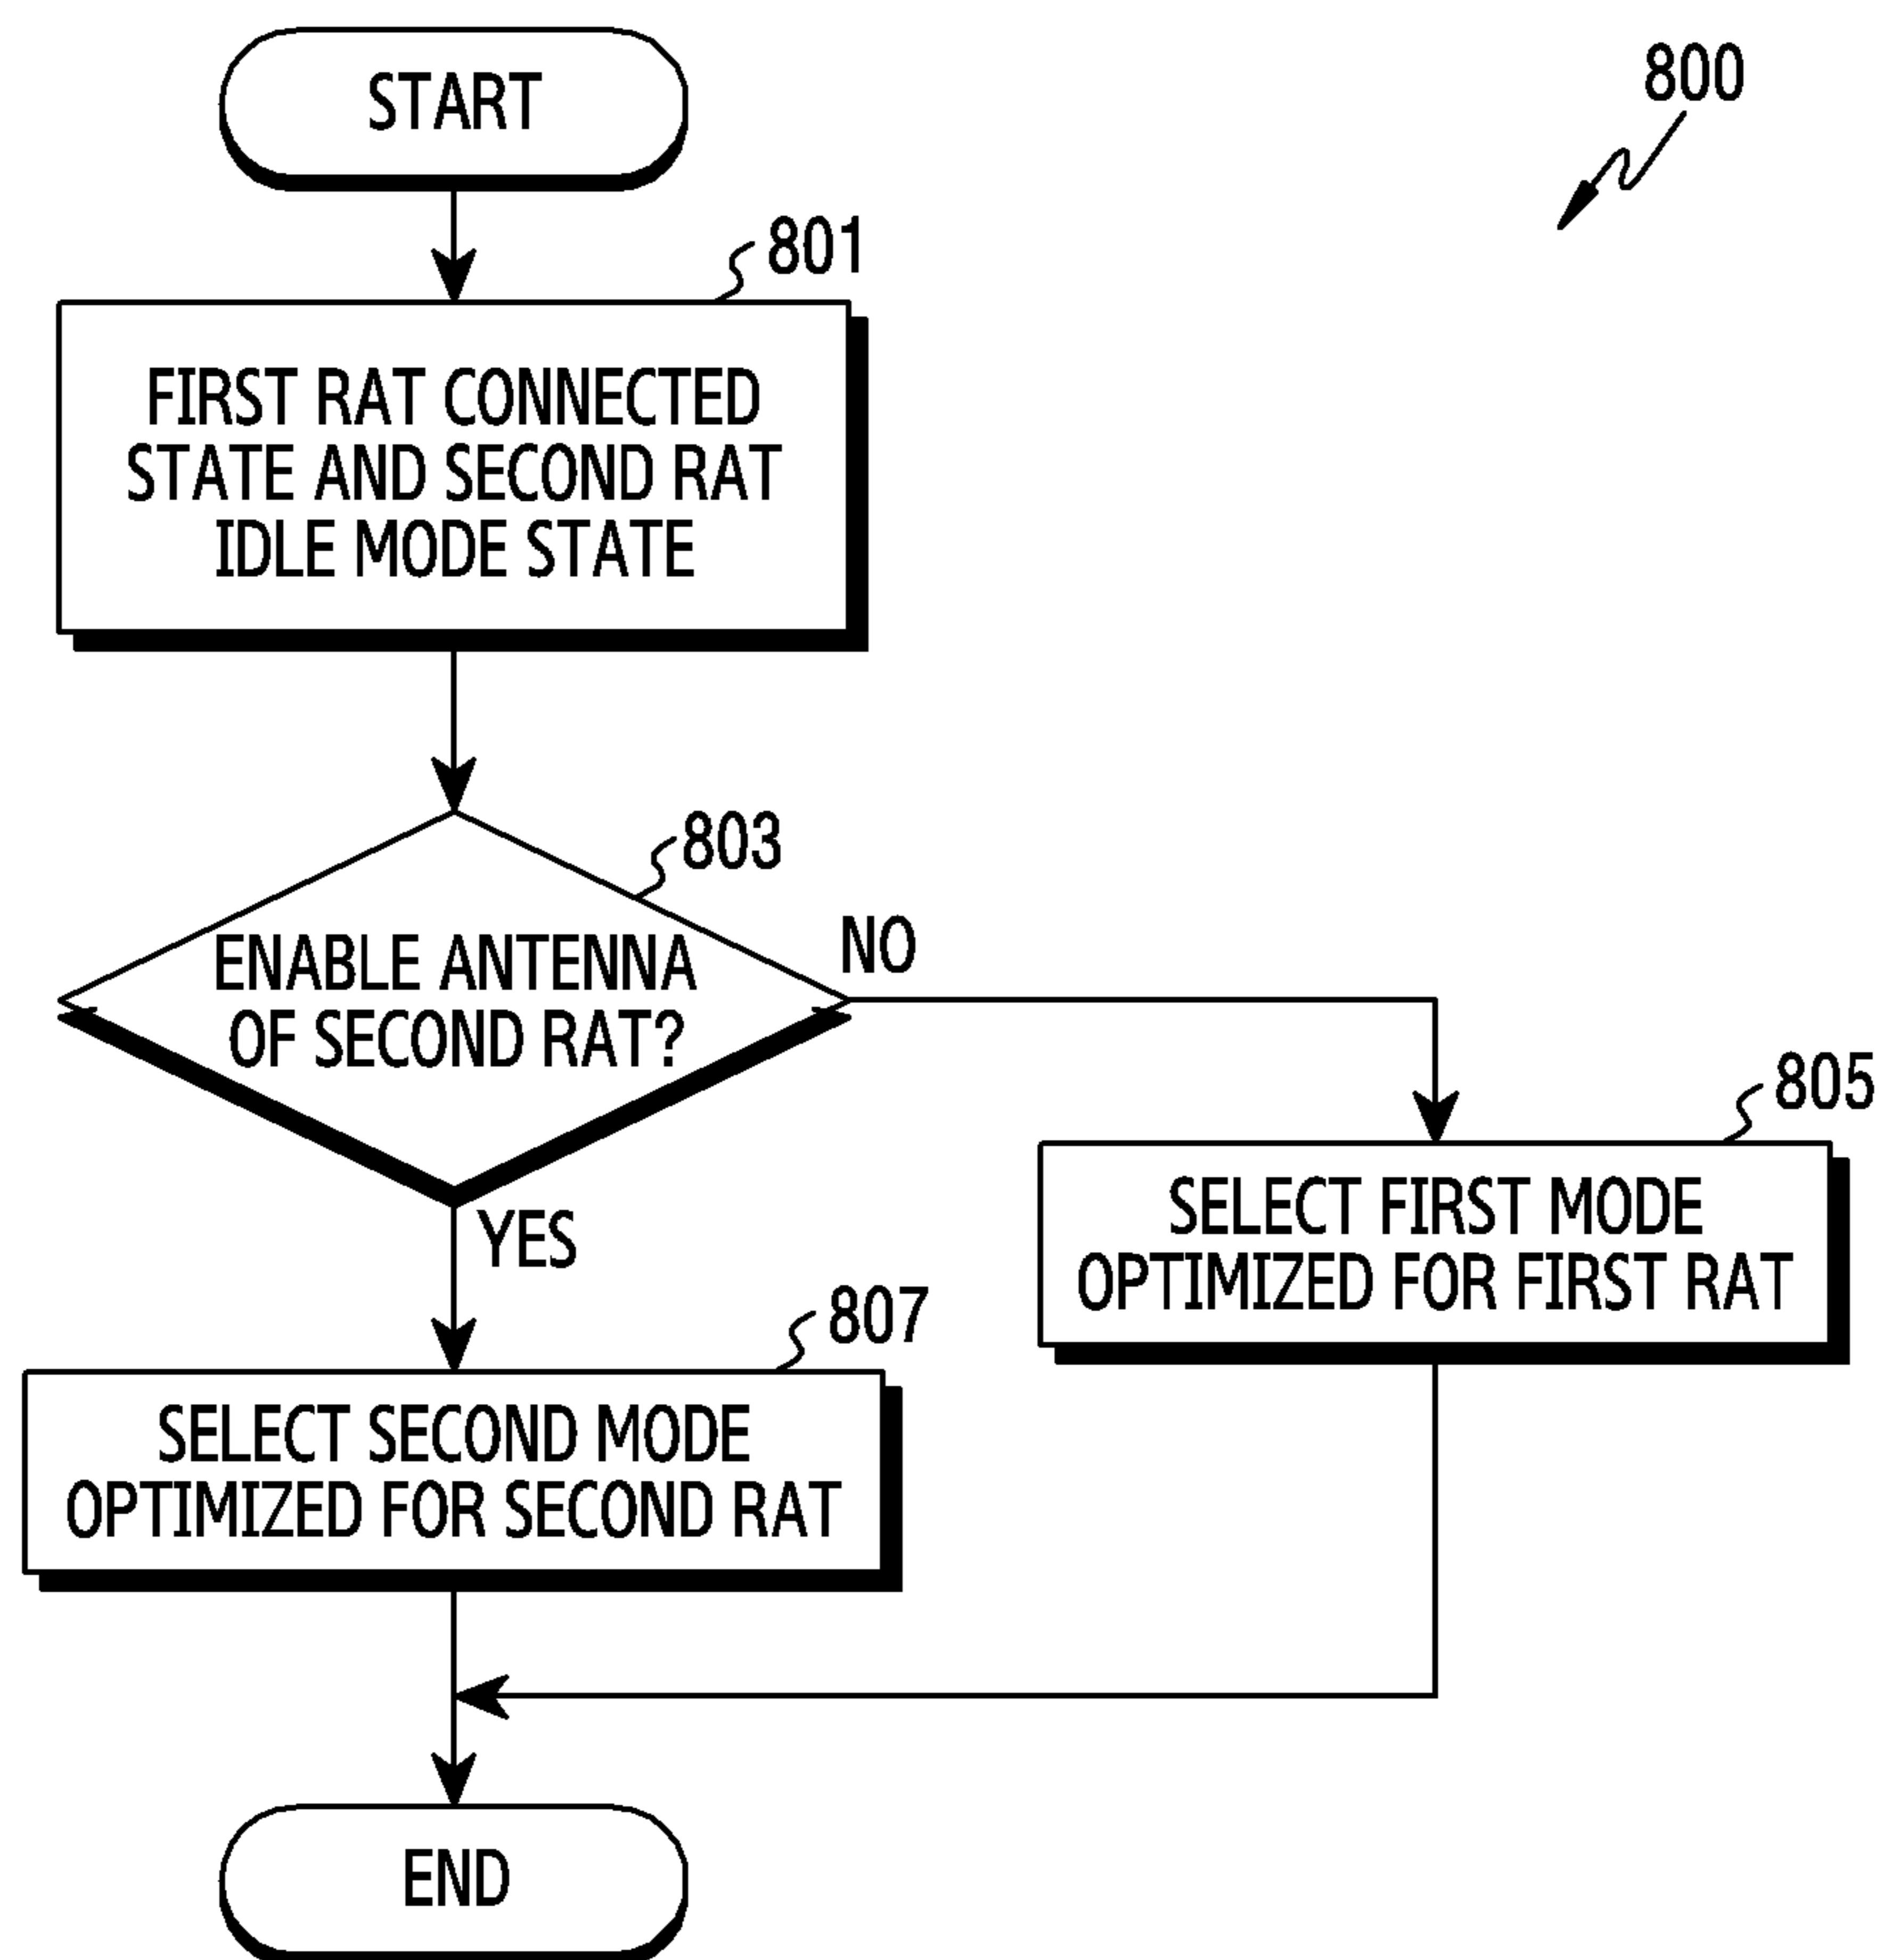 START
800
801
FIRST RAT CONNECTED
STATE AND SECOND RAT
IDLE MODE STATE
803
ENABLE ANTENNA
OF SECOND RAT?
NO
YES
805
SELECT FIRST MODE
OPTIMIZED FOR FIRST RAT
807
SELECT SECOND MODE
OPTIMIZED FOR SECOND RAT
END